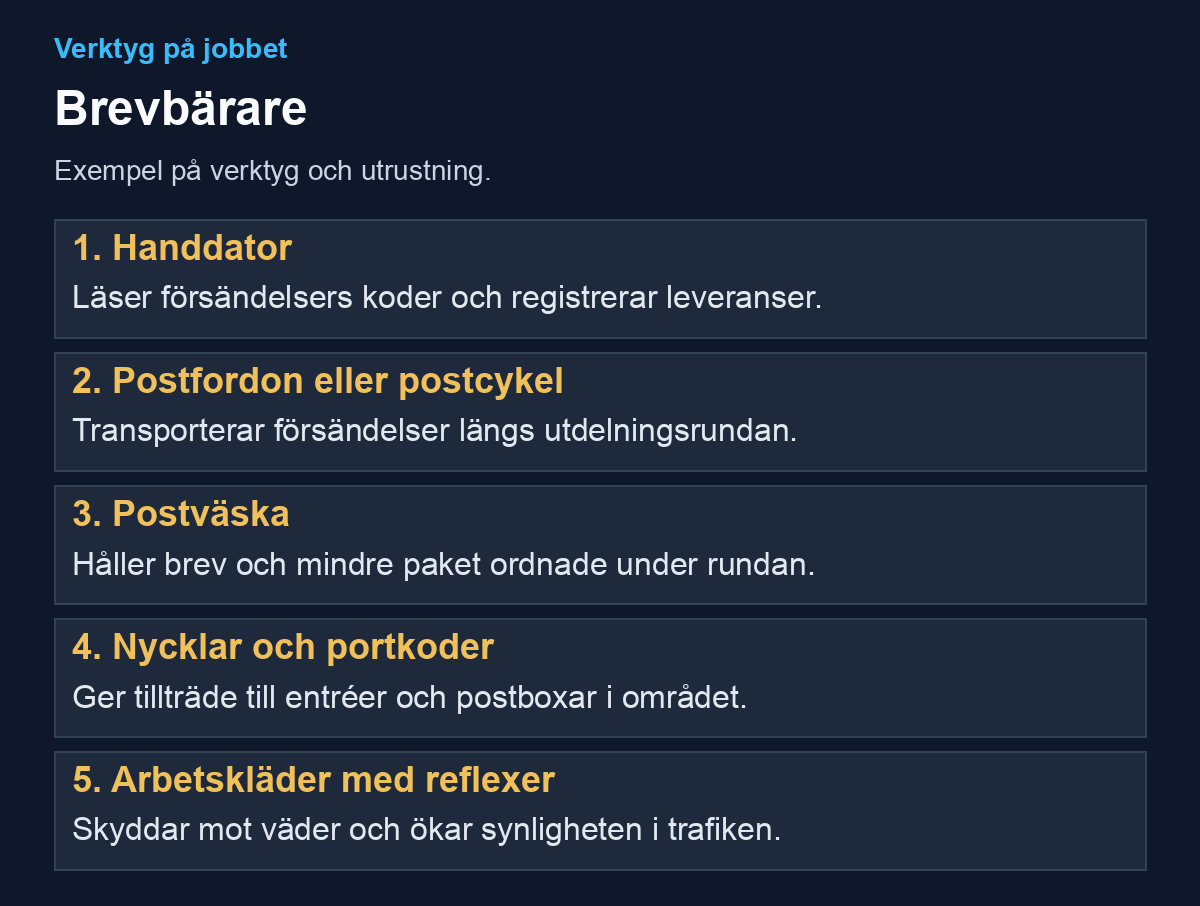 Verktyg på jobbet
Brevbärare
Exempel på verktyg och utrustning.
1. Handdator
Läser försändelsers koder och registrerar leveranser.
2. Postfordon eller postcykel
Transporterar försändelser längs utdelningsrundan.
3. Postväska
Håller brev och mindre paket ordnade under rundan.
4. Nycklar och portkoder
Ger tillträde till entréer och postboxar i området.
5. Arbetskläder med reflexer
Skyddar mot väder och ökar synligheten i trafiken.